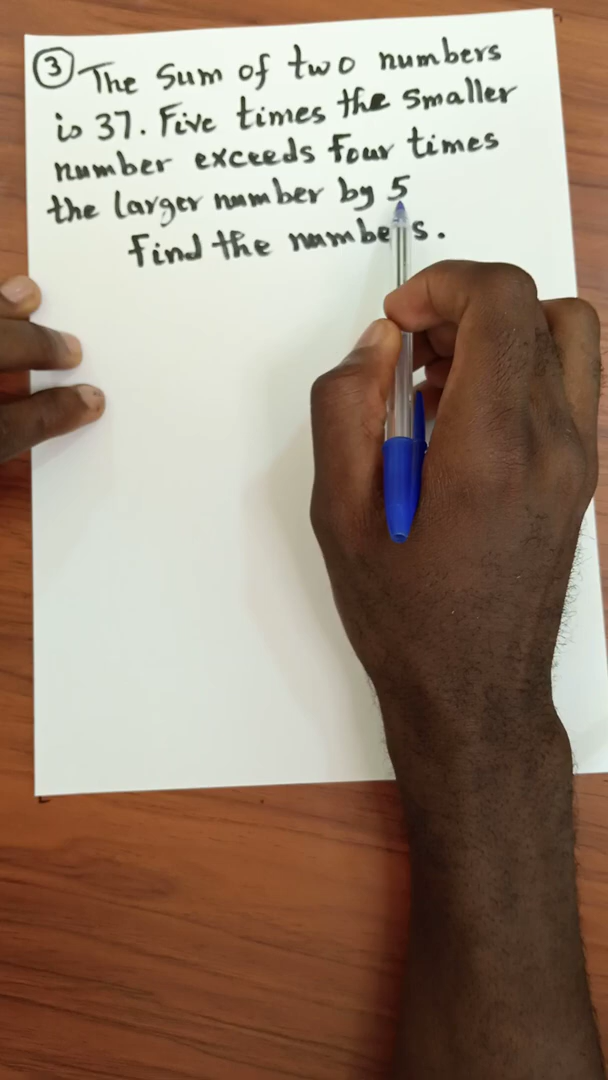 ③ The Sum of two numbers
is 37. Five times the smaller
number exceeds four times
the larger number by 5
find the numbers.